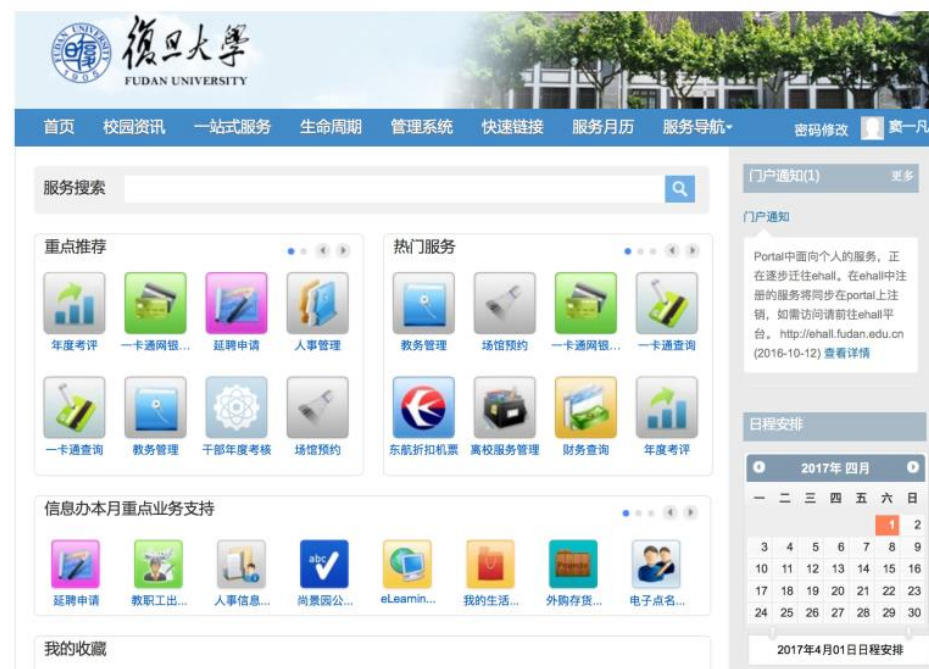 復旦大學
FUDAN UNIVERSITY
首页 校园资讯 一站式服务 生命周期 管理系统 快速链接 服务月历 服务导航 密码修改 窦一凡
服务搜索
门户通知(1) 更多
门户通知
Portal中面向个人的服务，正
在逐步迁往ehall。在ehall中注
册的服务将同步在portal上注
销，如需访问请前往ehall平
台。 http://ehall.fudan.edu.cn
(2016-10-12) 查看详情
重点推荐
年度考评 一卡通网银... 延聘申请 人事管理
一卡通查询 教务管理 干部年度考核 场馆预约
热门服务
教务管理 场馆预约 一卡通网银... 一卡通查询
东航折扣机票 离校服务管理 财务查询 年度考评
信息办本月重点业务支持
abc
延聘申请 教职工出... 人事信息... 尚景园公... eLearnin... 我的生活... 外购存货... 电子点名...
我的收藏
日程安排
2017年 四月
一 二 三 四 五 六 日
1 2
3 4 5 6 7 8 9
10 11 12 13 14 15 16
17 18 19 20 21 22 23
24 25 26 27 28 29 30
2017年4月01日日程安排